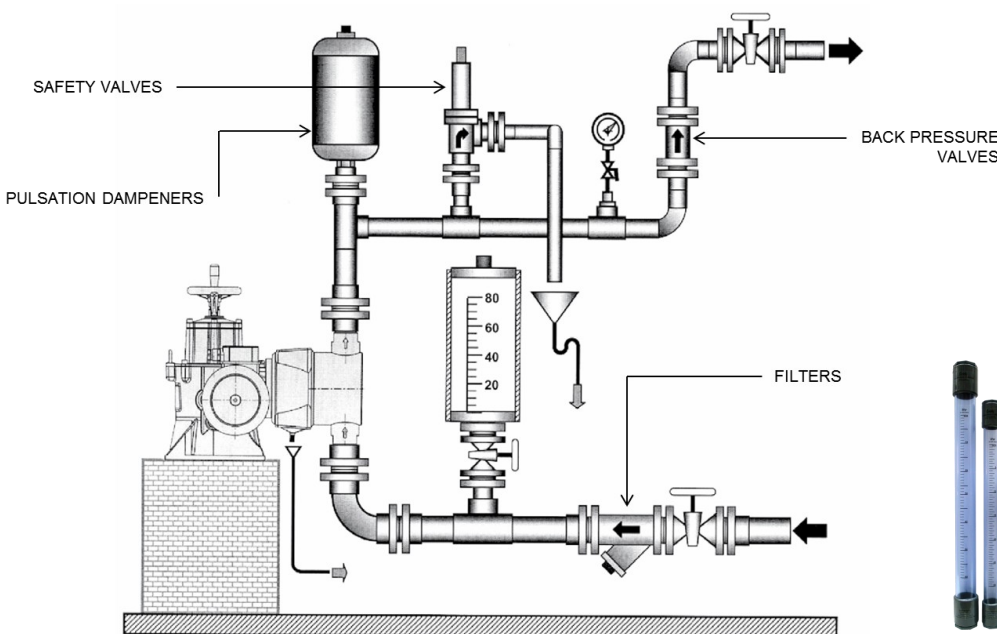 SAFETY VALVES
BACK PRESSURE
VALVES
PULSATION DAMPENERS
80
60
40
20
FILTERS